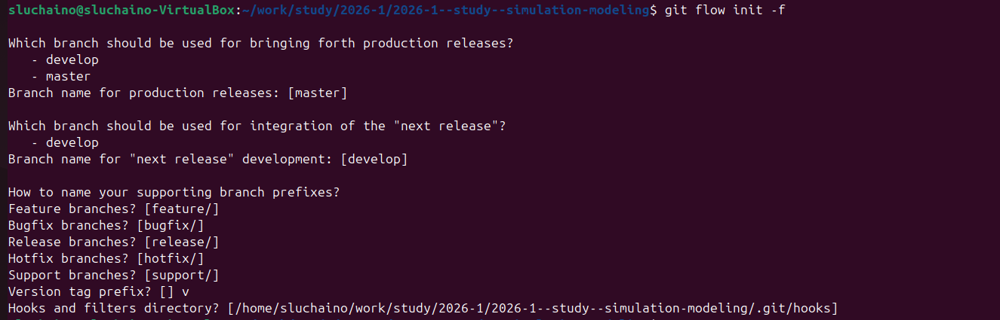 sluchaino@sluchaino-VirtualBox:~/work/study/2026-1/2026-1--study--simulation-modeling$ git flow init -f
Which branch should be used for bringing forth production releases?
- develop
- master
Branch name for production releases: [master]
Which branch should be used for integration of the "next release"?
- develop
Branch name for "next release" development: [develop]
How to name your supporting branch prefixes?
Feature branches? [feature/]
Bugfix branches? [bugfix/]
Release branches? [release/]
Hotfix branches? [hotfix/]
Support branches? [support/]
Version tag prefix? [] v
Hooks and filters directory? [/home/sluchaino/work/study/2026-1/2026-1--study--simulation-modeling/.git/hooks]